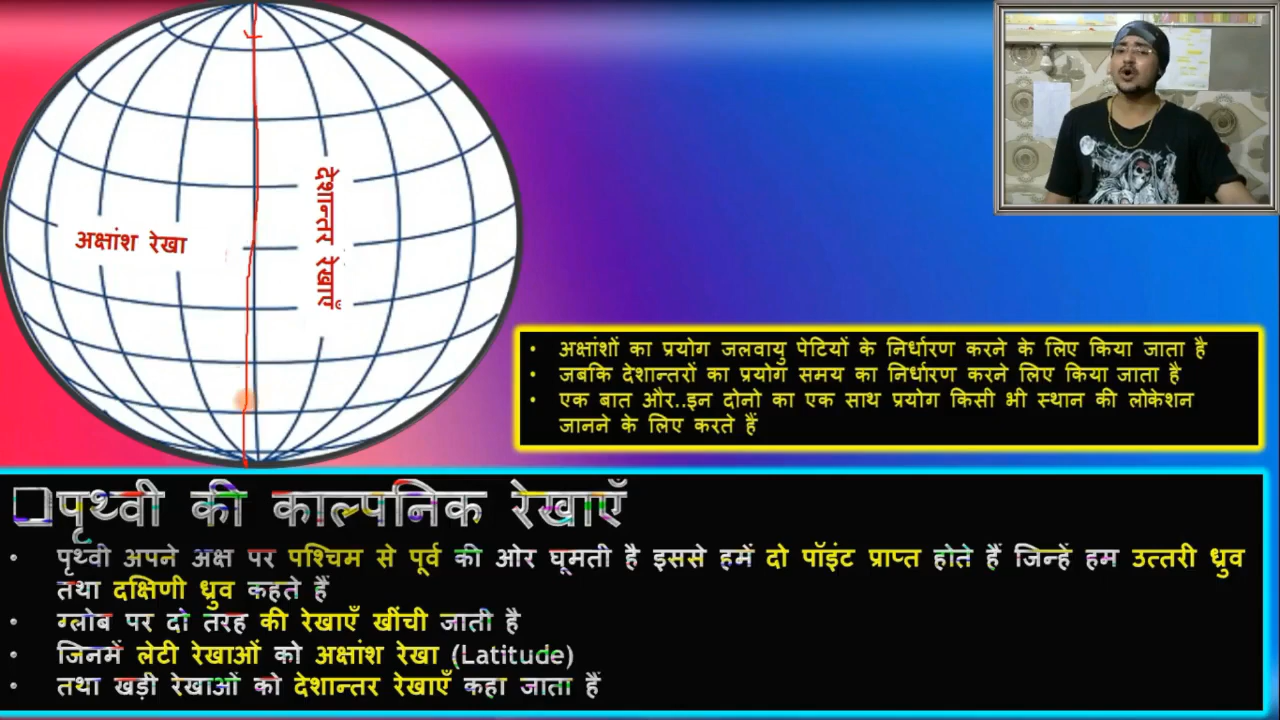 अक्षांश रेखा
देशान्तर रेखाएँ
• अक्षांशों का प्रयोग जलवायु पेटियों के निर्धारण करने के लिए किया जाता है
• जबकि देशान्तरों का प्रयोग समय का निर्धारण करने लिए किया जाता है
• एक बात और..इन दोनो का एक साथ प्रयोग किसी भी स्थान की लोकेशन
जानने के लिए करते हैं
❑पृथ्वी की काल्पनिक रेखाएँ
• पृथ्वी अपने अक्ष पर पश्चिम से पूर्व की ओर घूमती है इससे हमें दो पॉइंट प्राप्त होते हैं जिन्हें हम उत्तरी ध्रुव
तथा दक्षिणी ध्रुव कहते हैं
• ग्लोब पर दो तरह की रेखाएँ खींची जाती है
• जिनमें लेटी रेखाओं को अक्षांश रेखा (Latitude)
• तथा खड़ी रेखाओं को देशान्तर रेखाएँ कहा जाता हैं